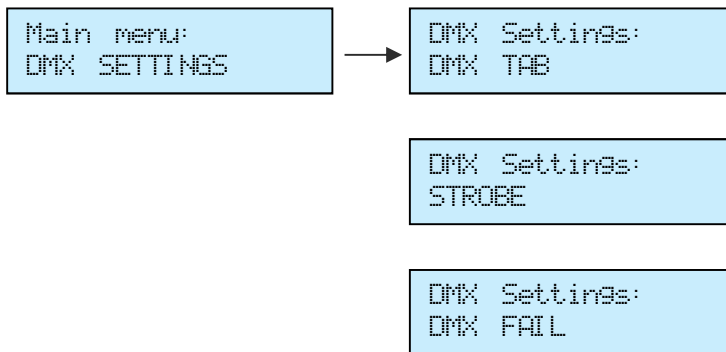 Main menu:
DMX SETTINGS
DMX Settings:
DMX TAB
DMX Settings:
STROBE
DMX Settings:
DMX FAIL